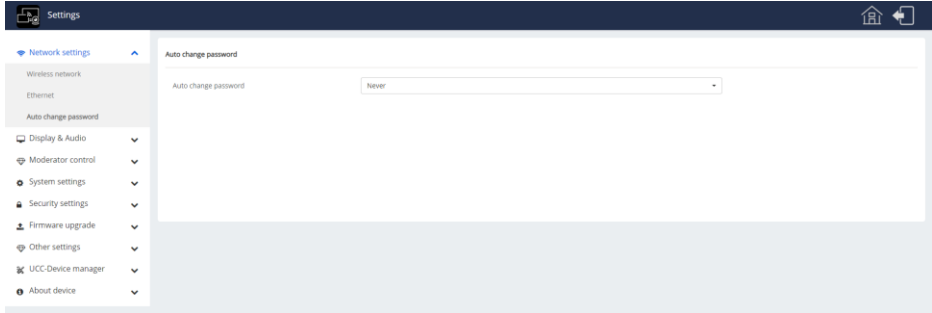 Settings
Network settings
Wireless network
Ethernet
Auto change password
Display & Audio
Moderator control
System settings
Security settings
Firmware upgrade
Other settings
UCC-Device manager
About device
Auto change password
Auto change password
Never